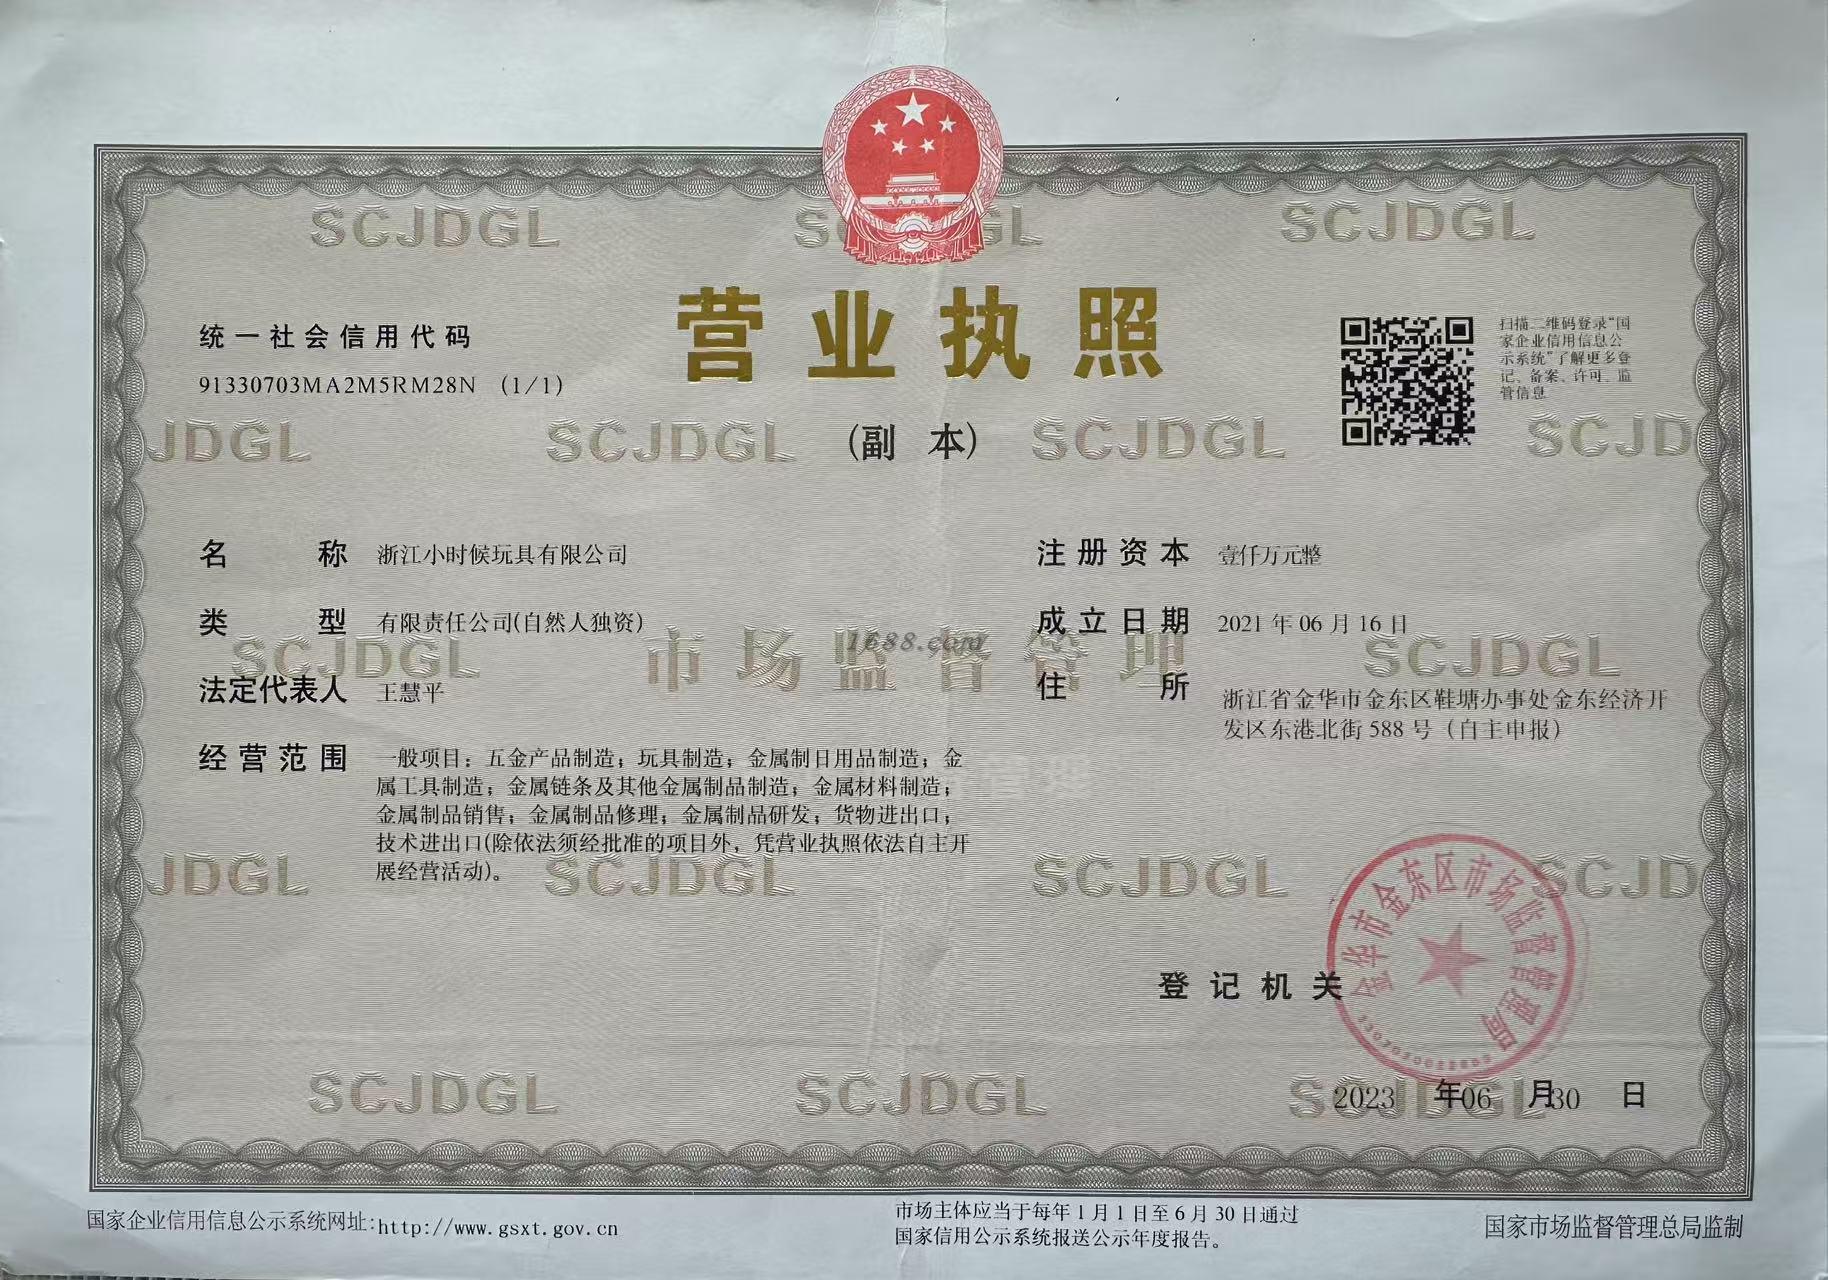 营业执照
(副 本)
统一社会信用代码
91330703MA2M5RM28N (1/1)
扫描二维码登录“国
家企业信用信息公
示系统”了解更多登
记、备案、许可、监
管信息
名 称 浙江小时候玩具有限公司
类 型 有限责任公司(自然人独资)
法定代表人 王慧平
经营范围 一般项目：五金产品制造；玩具制造；金属制日用品制造；金
属工具制造；金属链条及其他金属制品制造；金属材料制造；
金属制品销售；金属制品修理；金属制品研发；货物进出口；
技术进出口(除依法须经批准的项目外，凭营业执照依法自主开
展经营活动)。
注册资本 壹仟万元整
成立日期 2021 年 06 月 16 日
住 所 浙江省金华市金东区鞋塘办事处金东经济开
发区东港北街 588 号（自主申报）
SCJDGL
SCJDGL
JDGL
SCJDGL
SCJDGL
SCJD
SCJDGL
市场监督管理
1688.com
SCJDGL
JDGL
SCJDGL
SCJDGL
SCJD
SCJDGL
SCJDGL
SCJDGL
登记机关
金华市金东区市场监督管理局
2023 年 06 月 30 日
国家企业信用信息公示系统网址:http://www.gsxt.gov.cn
市场主体应当于每年 1 月 1 日至 6 月 30 日通过
国家信用公示系统报送公示年度报告。
国家市场监督管理总局监制